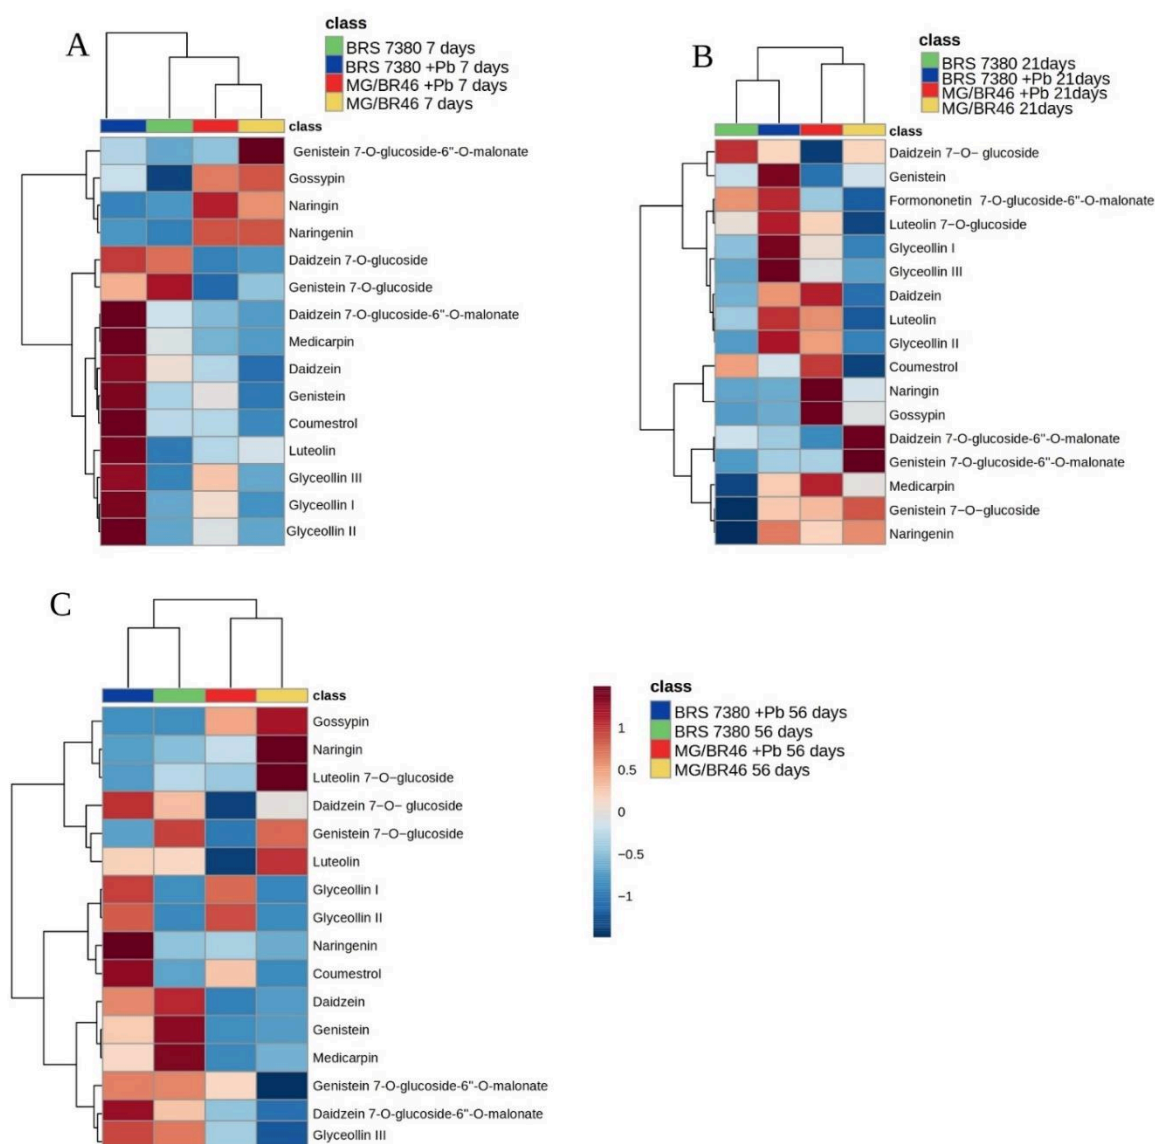 A
class
BRS 7380 7 days
BRS 7380 +Pb 7 days
MG/BR46 +Pb 7 days
MG/BR46 7 days
class
Genistein 7-O-glucoside-6"-O-malonate
Gossypin
Naringin
Naringenin
Daidzein 7-O-glucoside
Genistein 7-O-glucoside
Daidzein 7-O-glucoside-6"-O-malonate
Medicarpin
Daidzein
Genistein
Coumestrol
Luteolin
Glyceollin III
Glyceollin I
Glyceollin II
B
class
BRS 7380 21days
BRS 7380 +Pb 21days
MG/BR46 +Pb 21days
MG/BR46 21days
class
Daidzein 7−O− glucoside
Genistein
Formononetin 7-O-glucoside-6"-O-malonate
Luteolin 7−O-glucoside
Glyceollin I
Glyceollin III
Daidzein
Luteolin
Glyceollin II
Coumestrol
Naringin
Gossypin
Daidzein 7-O-glucoside-6"-O-malonate
Genistein 7-O-glucoside-6"-O-malonate
Medicarpin
Genistein 7−O−glucoside
Naringenin
C
class
Gossypin
Naringin
Luteolin 7−O−glucoside
Daidzein 7−O− glucoside
Genistein 7−O−glucoside
Luteolin
Glyceollin I
Glyceollin II
Naringenin
Coumestrol
Daidzein
Genistein
Medicarpin
Genistein 7-O-glucoside-6"-O-malonate
Daidzein 7-O-glucoside-6"-O-malonate
Glyceollin III
1
0.5
0
−0.5
−1
class
BRS 7380 +Pb 56 days
BRS 7380 56 days
MG/BR46 +Pb 56 days
MG/BR46 56 days